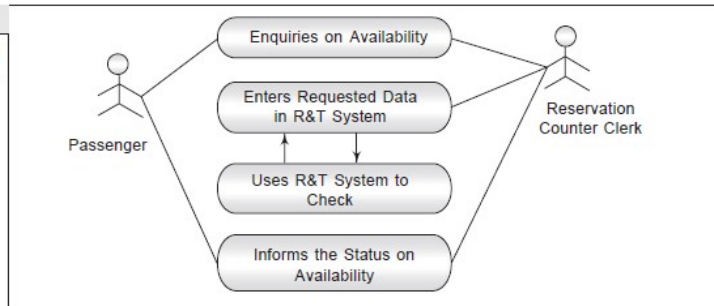 Enquiries on Availability
Enters Requested Data
in R&T System
Passenger
Reservation
Counter Clerk
Uses R&T System to
Check
Informs the Status on
Availability